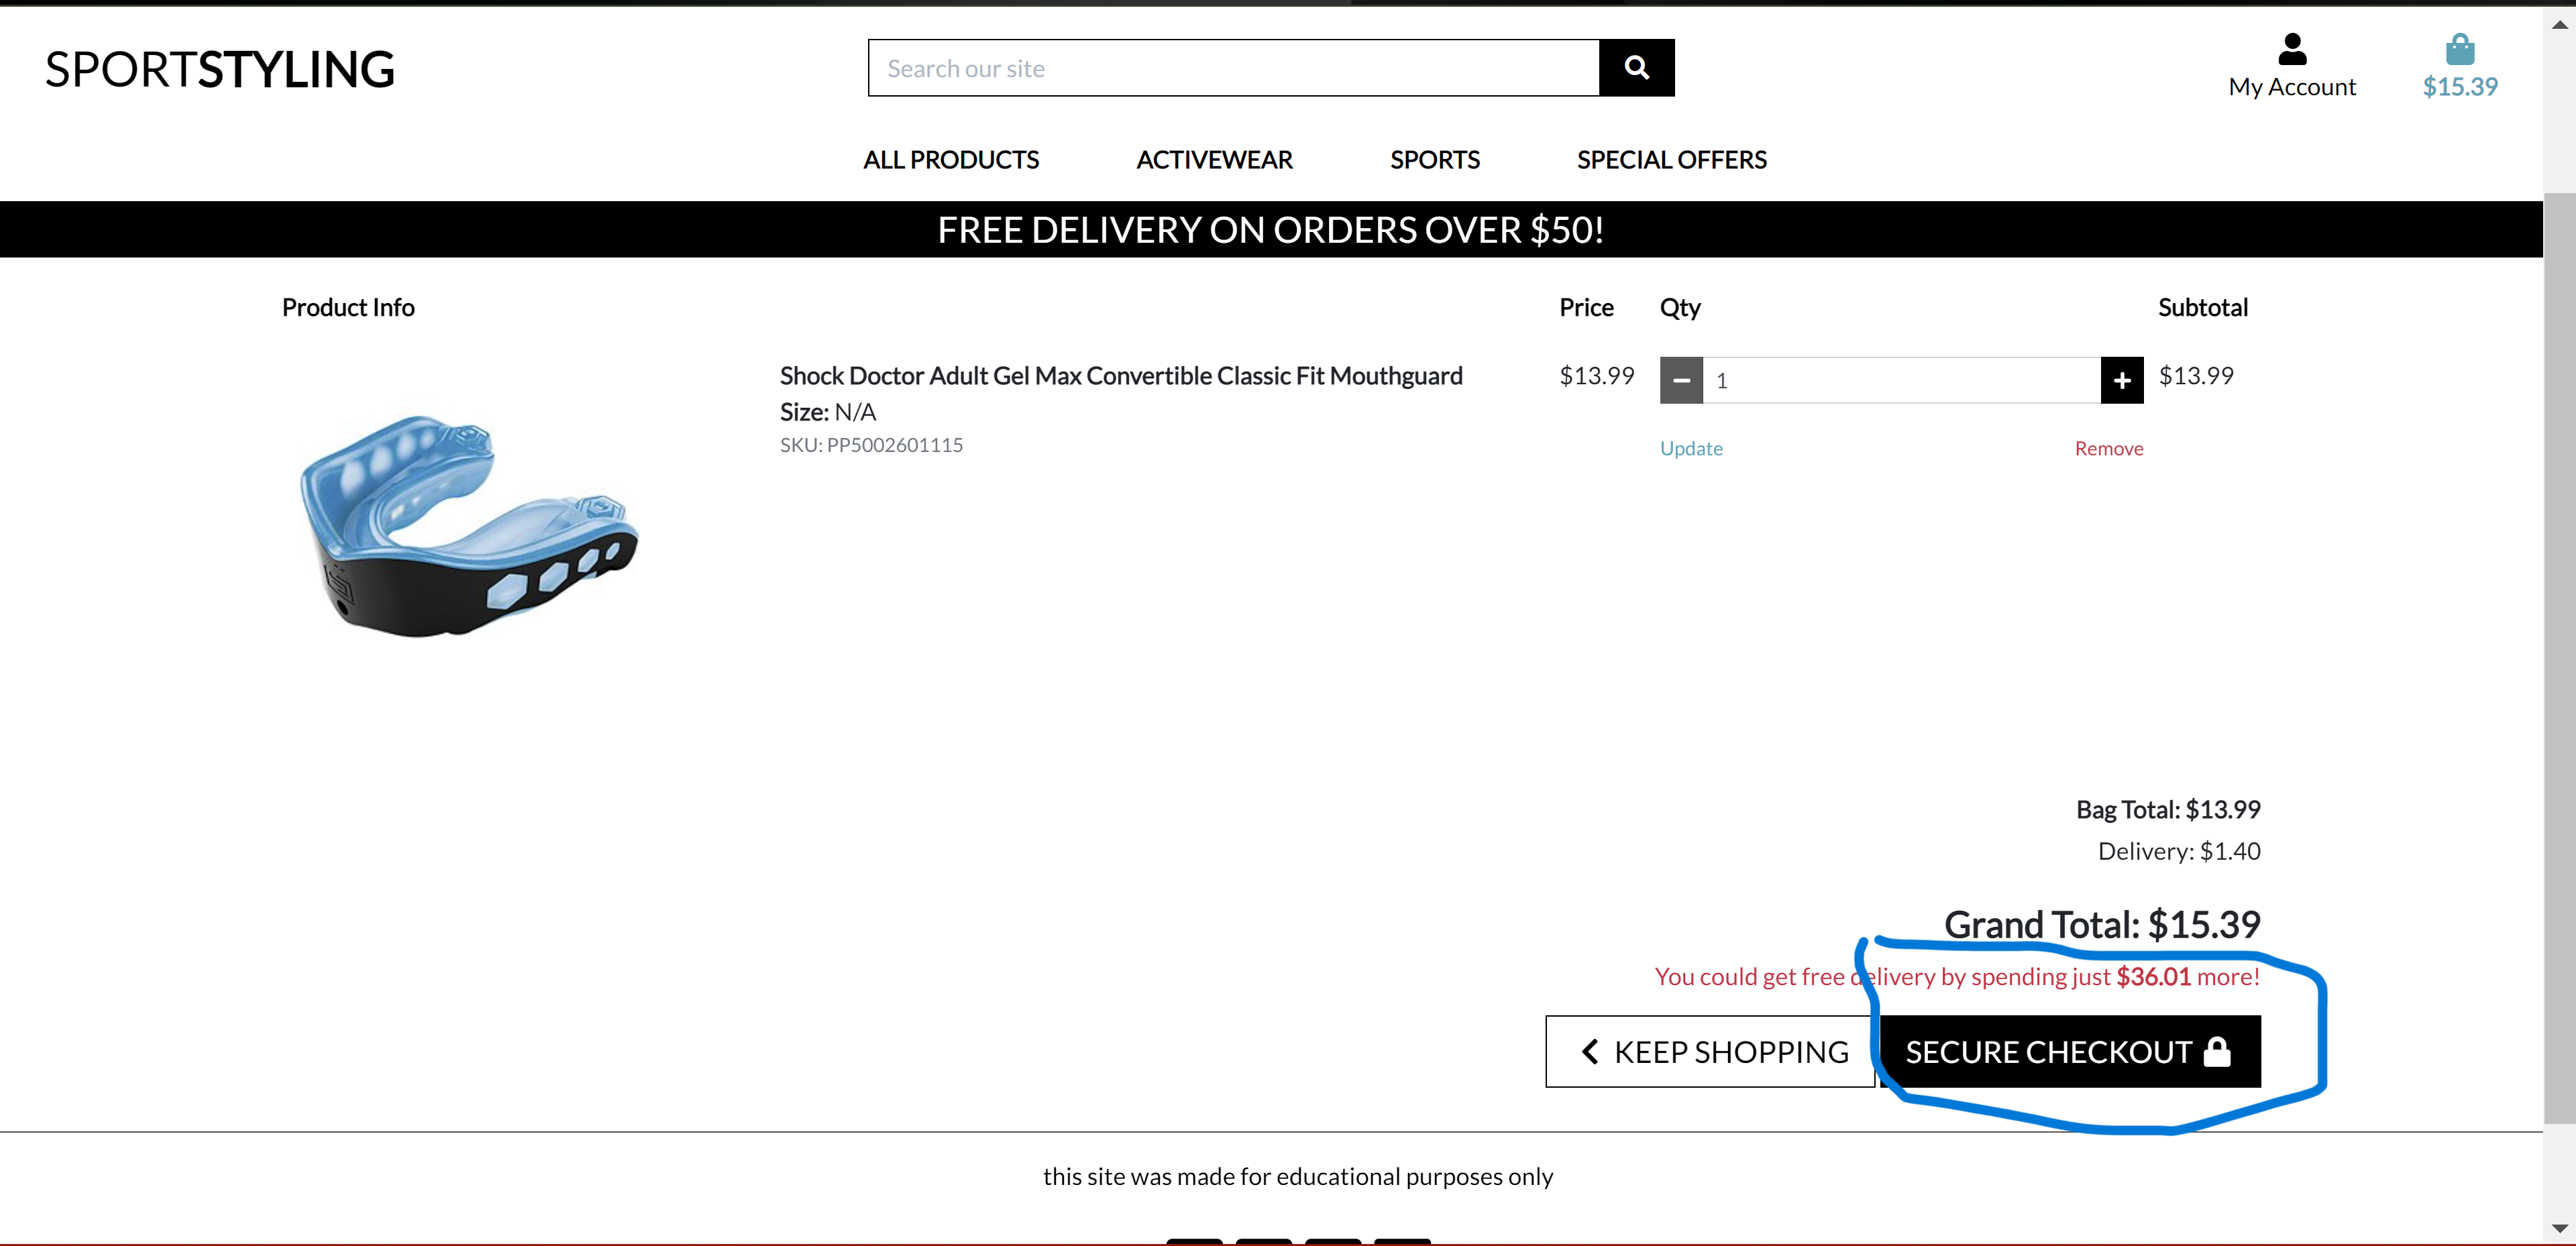 SPORTSTYLING
Search our site
My Account
$15.39
ALL PRODUCTS ACTIVEWEAR SPORTS SPECIAL OFFERS
FREE DELIVERY ON ORDERS OVER $50!
Product Info Price Qty Subtotal
Shock Doctor Adult Gel Max Convertible Classic Fit Mouthguard $13.99 1 $13.99
Size: N/A
SKU: PP5002601115
Update Remove
Bag Total: $13.99
Delivery: $1.40
Grand Total: $15.39
You could get free delivery by spending just $36.01 more!
KEEP SHOPPING SECURE CHECKOUT
this site was made for educational purposes only